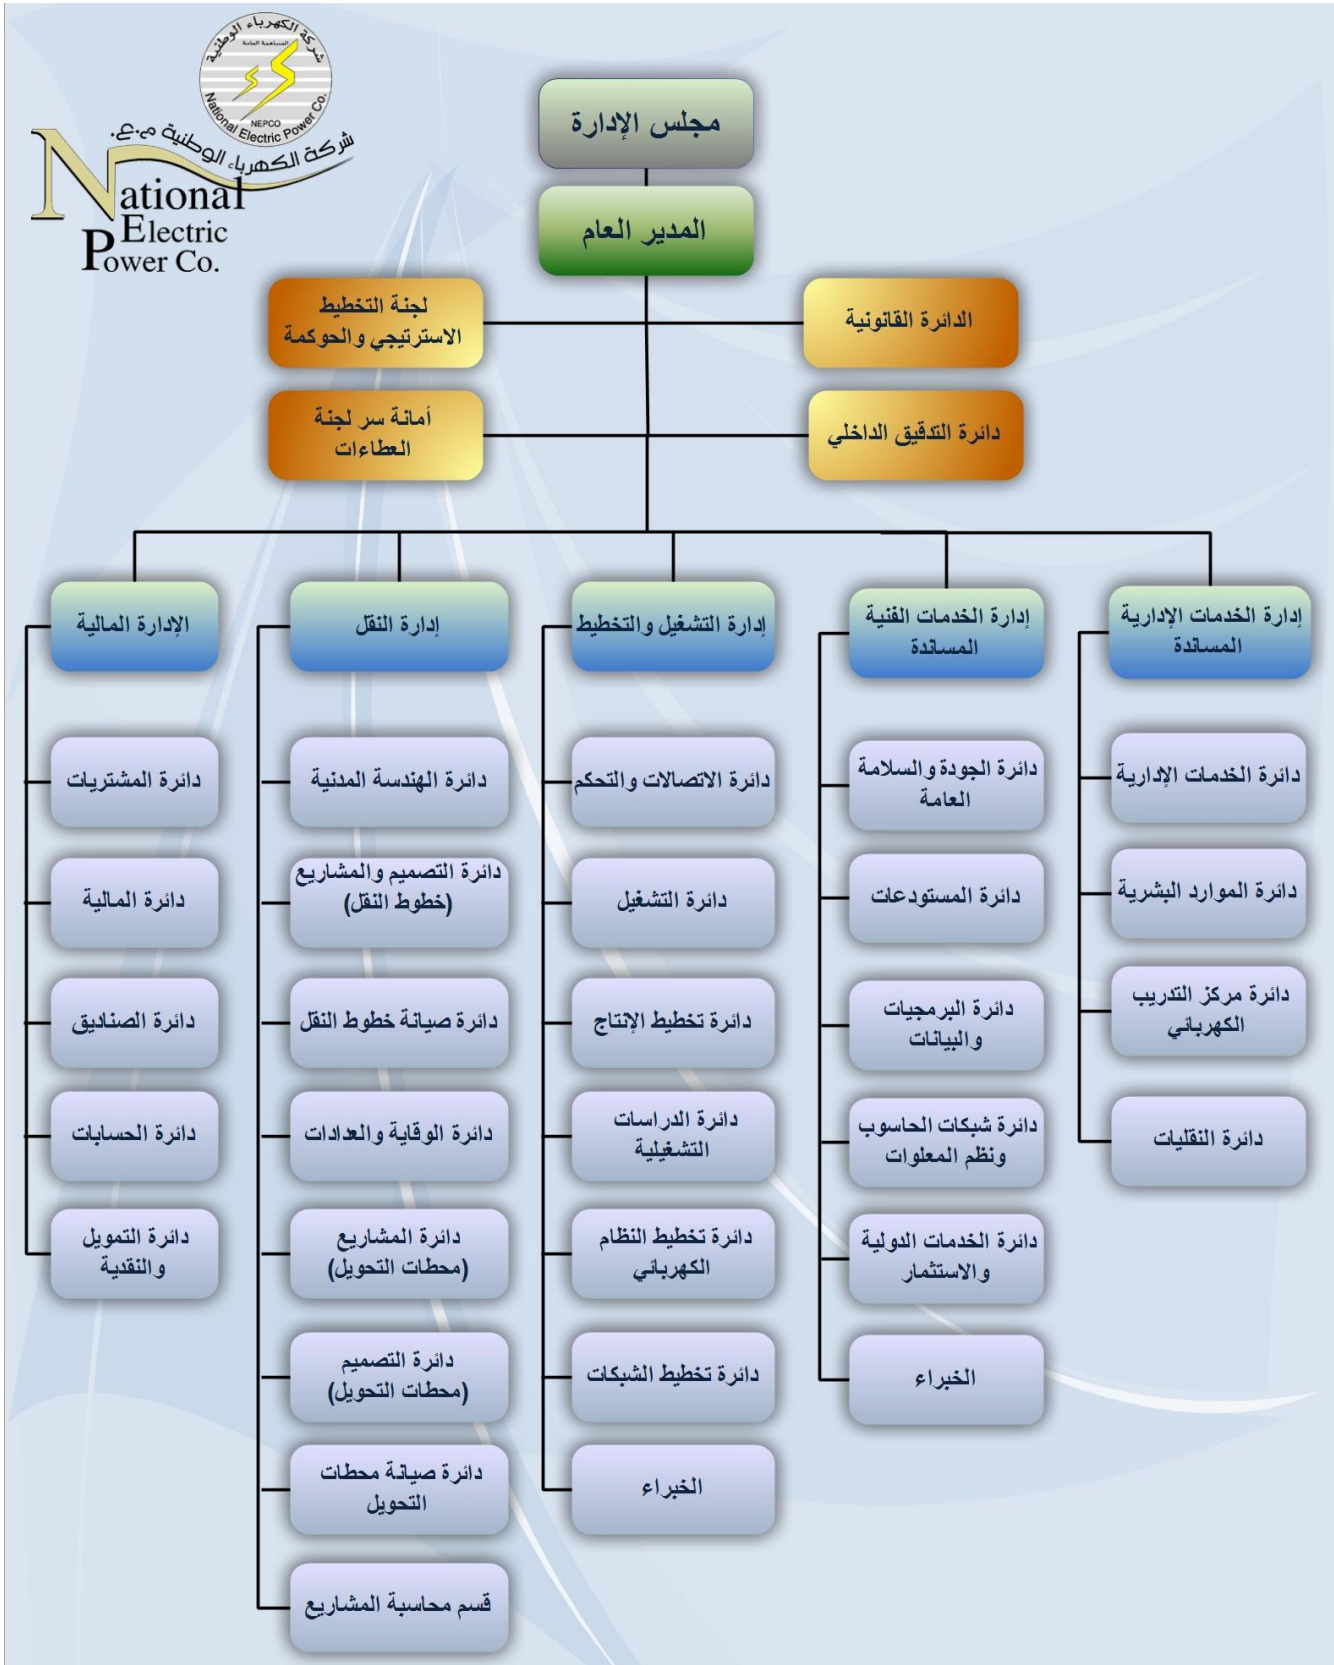 شركة الكهرباء الوطنية
المساهمة العامة
NEPCO
National Electric Power Co.
شركة الكهرباء الوطنية م.ع.م.
National
Electric
Power Co.
مجلس الإدارة
المدير العام
الدائرة القانونية
لجنة التخطيط
الاسترتيجي والحوكمة
دائرة التدقيق الداخلي
أمانة سر لجنة
العطاءات
إدارة الخدمات الإدارية
المساندة
دائرة الخدمات الإدارية
دائرة الموارد البشرية
دائرة مركز التدريب
الكهربائي
دائرة النقليات
إدارة الخدمات الفنية
المساندة
دائرة الجودة والسلامة
العامة
دائرة المستودعات
دائرة البرمجيات
والبيانات
دائرة شبكات الحاسوب
ونظم المعلوات
دائرة الخدمات الدولية
والاستثمار
الخبراء
إدارة التشغيل والتخطيط
دائرة الاتصالات والتحكم
دائرة التشغيل
دائرة تخطيط الإنتاج
دائرة الدراسات
التشغيلية
دائرة تخطيط النظام
الكهربائي
دائرة تخطيط الشبكات
الخبراء
إدارة النقل
دائرة الهندسة المدنية
دائرة التصميم والمشاريع
(خطوط النقل)
دائرة صيانة خطوط النقل
دائرة الوقاية والعدادات
دائرة المشاريع
(محطات التحويل)
دائرة التصميم
(محطات التحويل)
دائرة صيانة محطات
التحويل
قسم محاسبة المشاريع
الإدارة المالية
دائرة المشتريات
دائرة المالية
دائرة الصناديق
دائرة الحسابات
دائرة التمويل
والنقدية